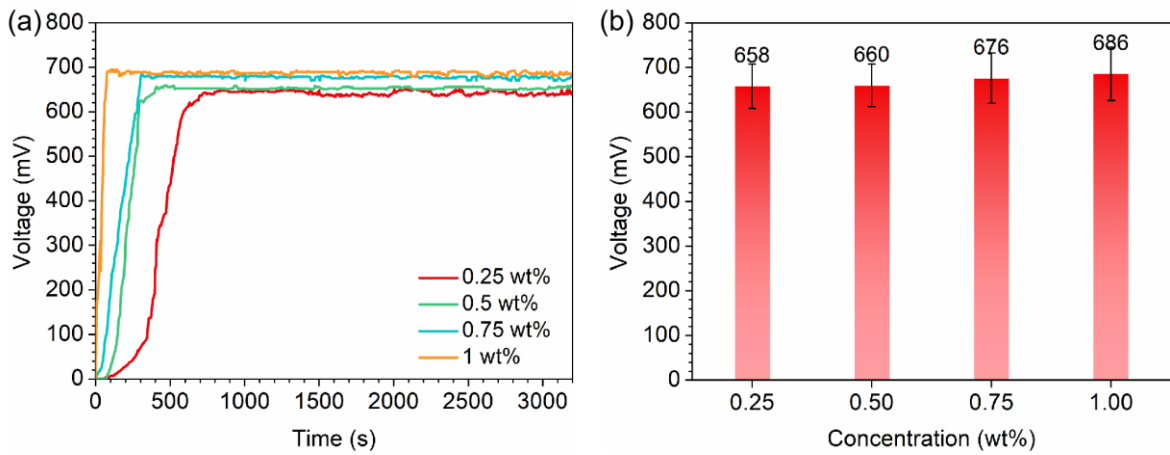 (a)
800
700
600
500
400
300
200
100
0
Voltage (mV)
0 500 1000 1500 2000 2500 3000
Time (s)
0.25 wt%
0.5 wt%
0.75 wt%
1 wt%
(b)
800
700
600
500
400
300
200
100
0
Voltage (mV)
658 660 676 686
0.25 0.50 0.75 1.00
Concentration (wt%)